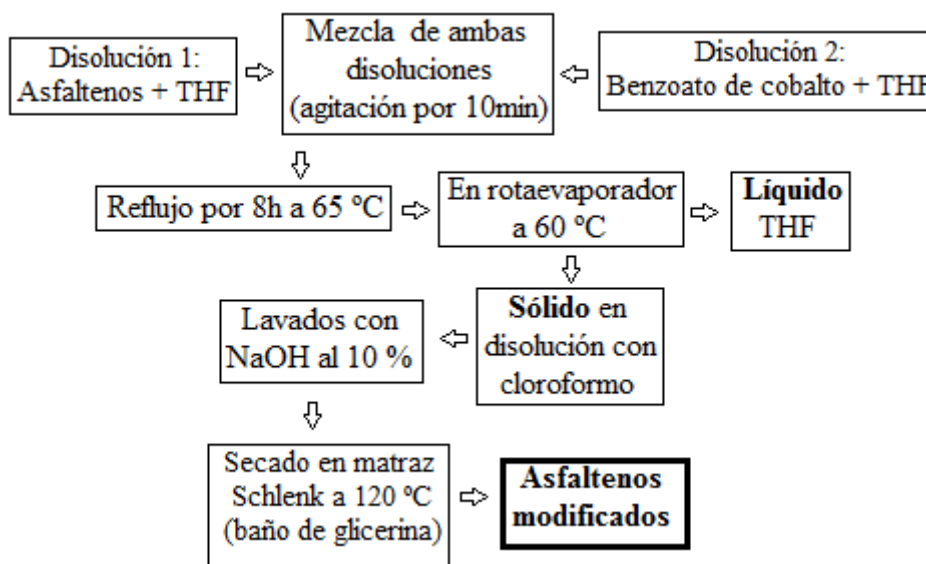 Disolución 1:
Asfaltenos + THF
Mezcla de ambas
disoluciones
(agitación por 10min)
Disolución 2:
Benzoato de cobalto + THF
Reflujo por 8h a 65 ºC
En rotaevaporador
a 60 ºC
Líquido
THF
Sólido en
disolución con
cloroformo
Lavados con
NaOH al 10 %
Secado en matraz
Schlenk a 120 ºC
(baño de glicerina)
Asfaltenos
modificados